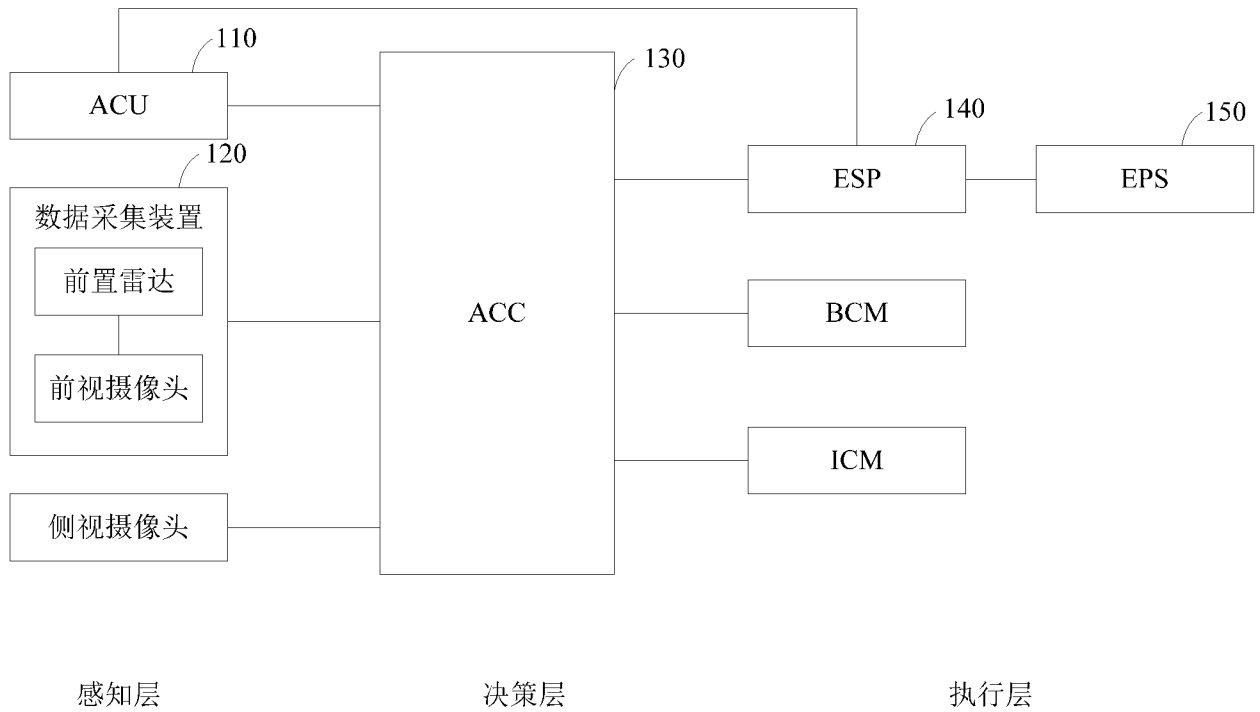 110
ACU
120
数据采集装置
前置雷达
前视摄像头
侧视摄像头
130
ACC
140
ESP
150
EPS
BCM
ICM
感知层
决策层
执行层